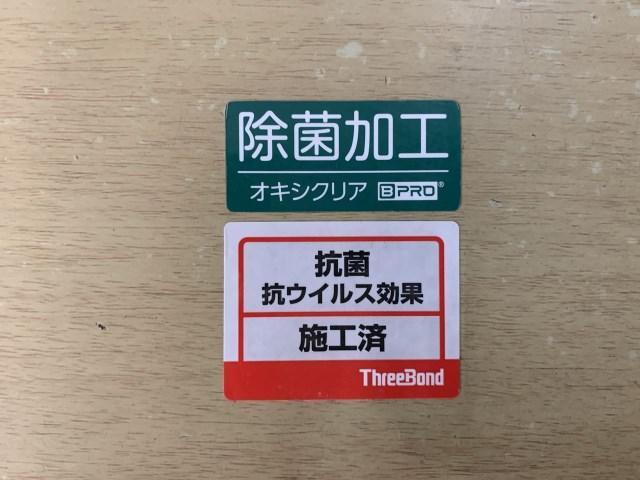 除菌加工
オキシクリア BPRO®
抗菌
抗ウイルス効果
施工済
ThreeBond